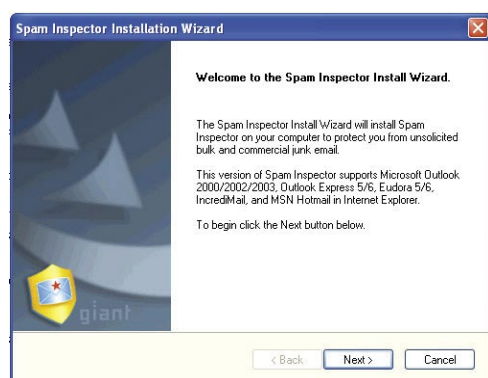 Spam Inspector Installation Wizard
Welcome to the Spam Inspector Install Wizard.
The Spam Inspector Install Wizard will install Spam
Inspector on your computer to protect you from unsolicited
bulk and commercial junk email.
This version of Spam Inspector supports Microsoft Outlook
2000/2002/2003, Outlook Express 5/6, Eudora 5/6,
IncrediMail, and MSN Hotmail in Internet Explorer.
To begin click the Next button below.
giant
< Back
Next >
Cancel